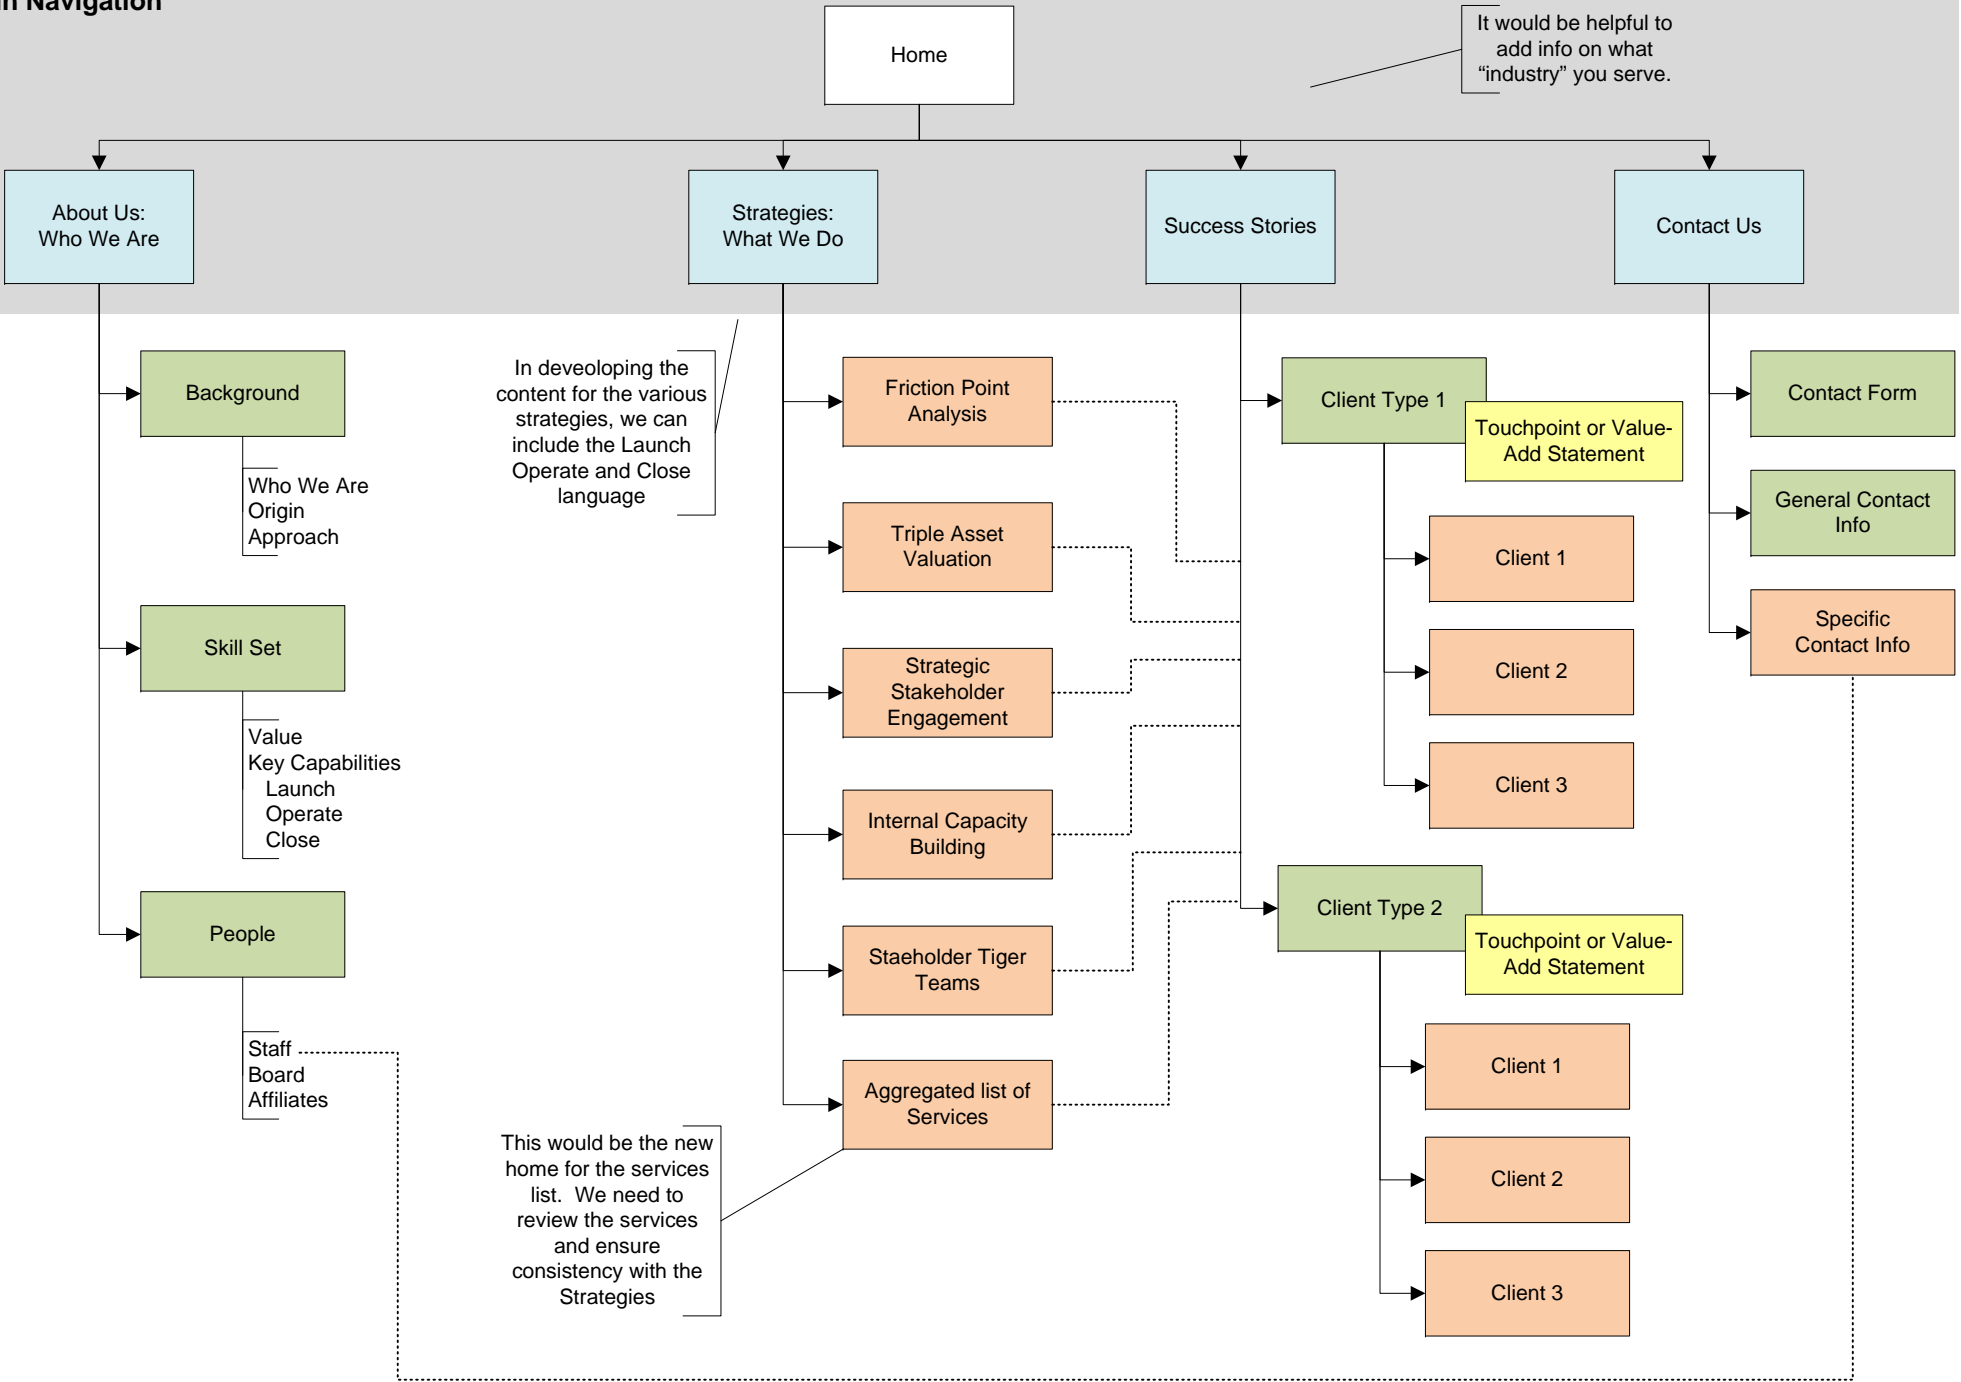 Navigation
Home
It would be helpful to
add info on what
“industry” you serve.
About Us:
Who We Are
Strategies:
What We Do
Success Stories
Contact Us
Background
Who We Are
Origin
Approach
Skill Set
Value
Key Capabilities
Launch
Operate
Close
People
Staff
Board
Affiliates
In deveoloping the
content for the various
strategies, we can
include the Launch
Operate and Close
language
Friction Point
Analysis
Triple Asset
Valuation
Strategic
Stakeholder
Engagement
Internal Capacity
Building
Staeholder Tiger
Teams
Aggregated list of
Services
This would be the new
home for the services
list.  We need to
review the services
and ensure
consistency with the
Strategies
Client Type 1
Touchpoint or Value-
Add Statement
Client 1
Client 2
Client 3
Client Type 2
Touchpoint or Value-
Add Statement
Client 1
Client 2
Client 3
Contact Form
General Contact
Info
Specific
Contact Info